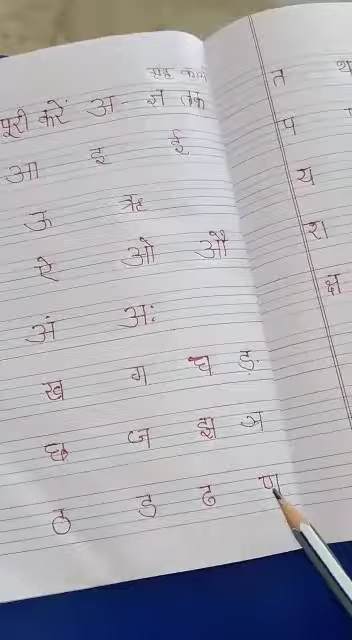 गृह कार्य
पूरी करें अ - ज्ञ तक
आ इ ई
ऊ ऋ
ऐ ओ औ
अं अः
ख ग घ ङ
छ ज झ ञ
ठ ड ढ ण
त थ
प
य
श
क्ष